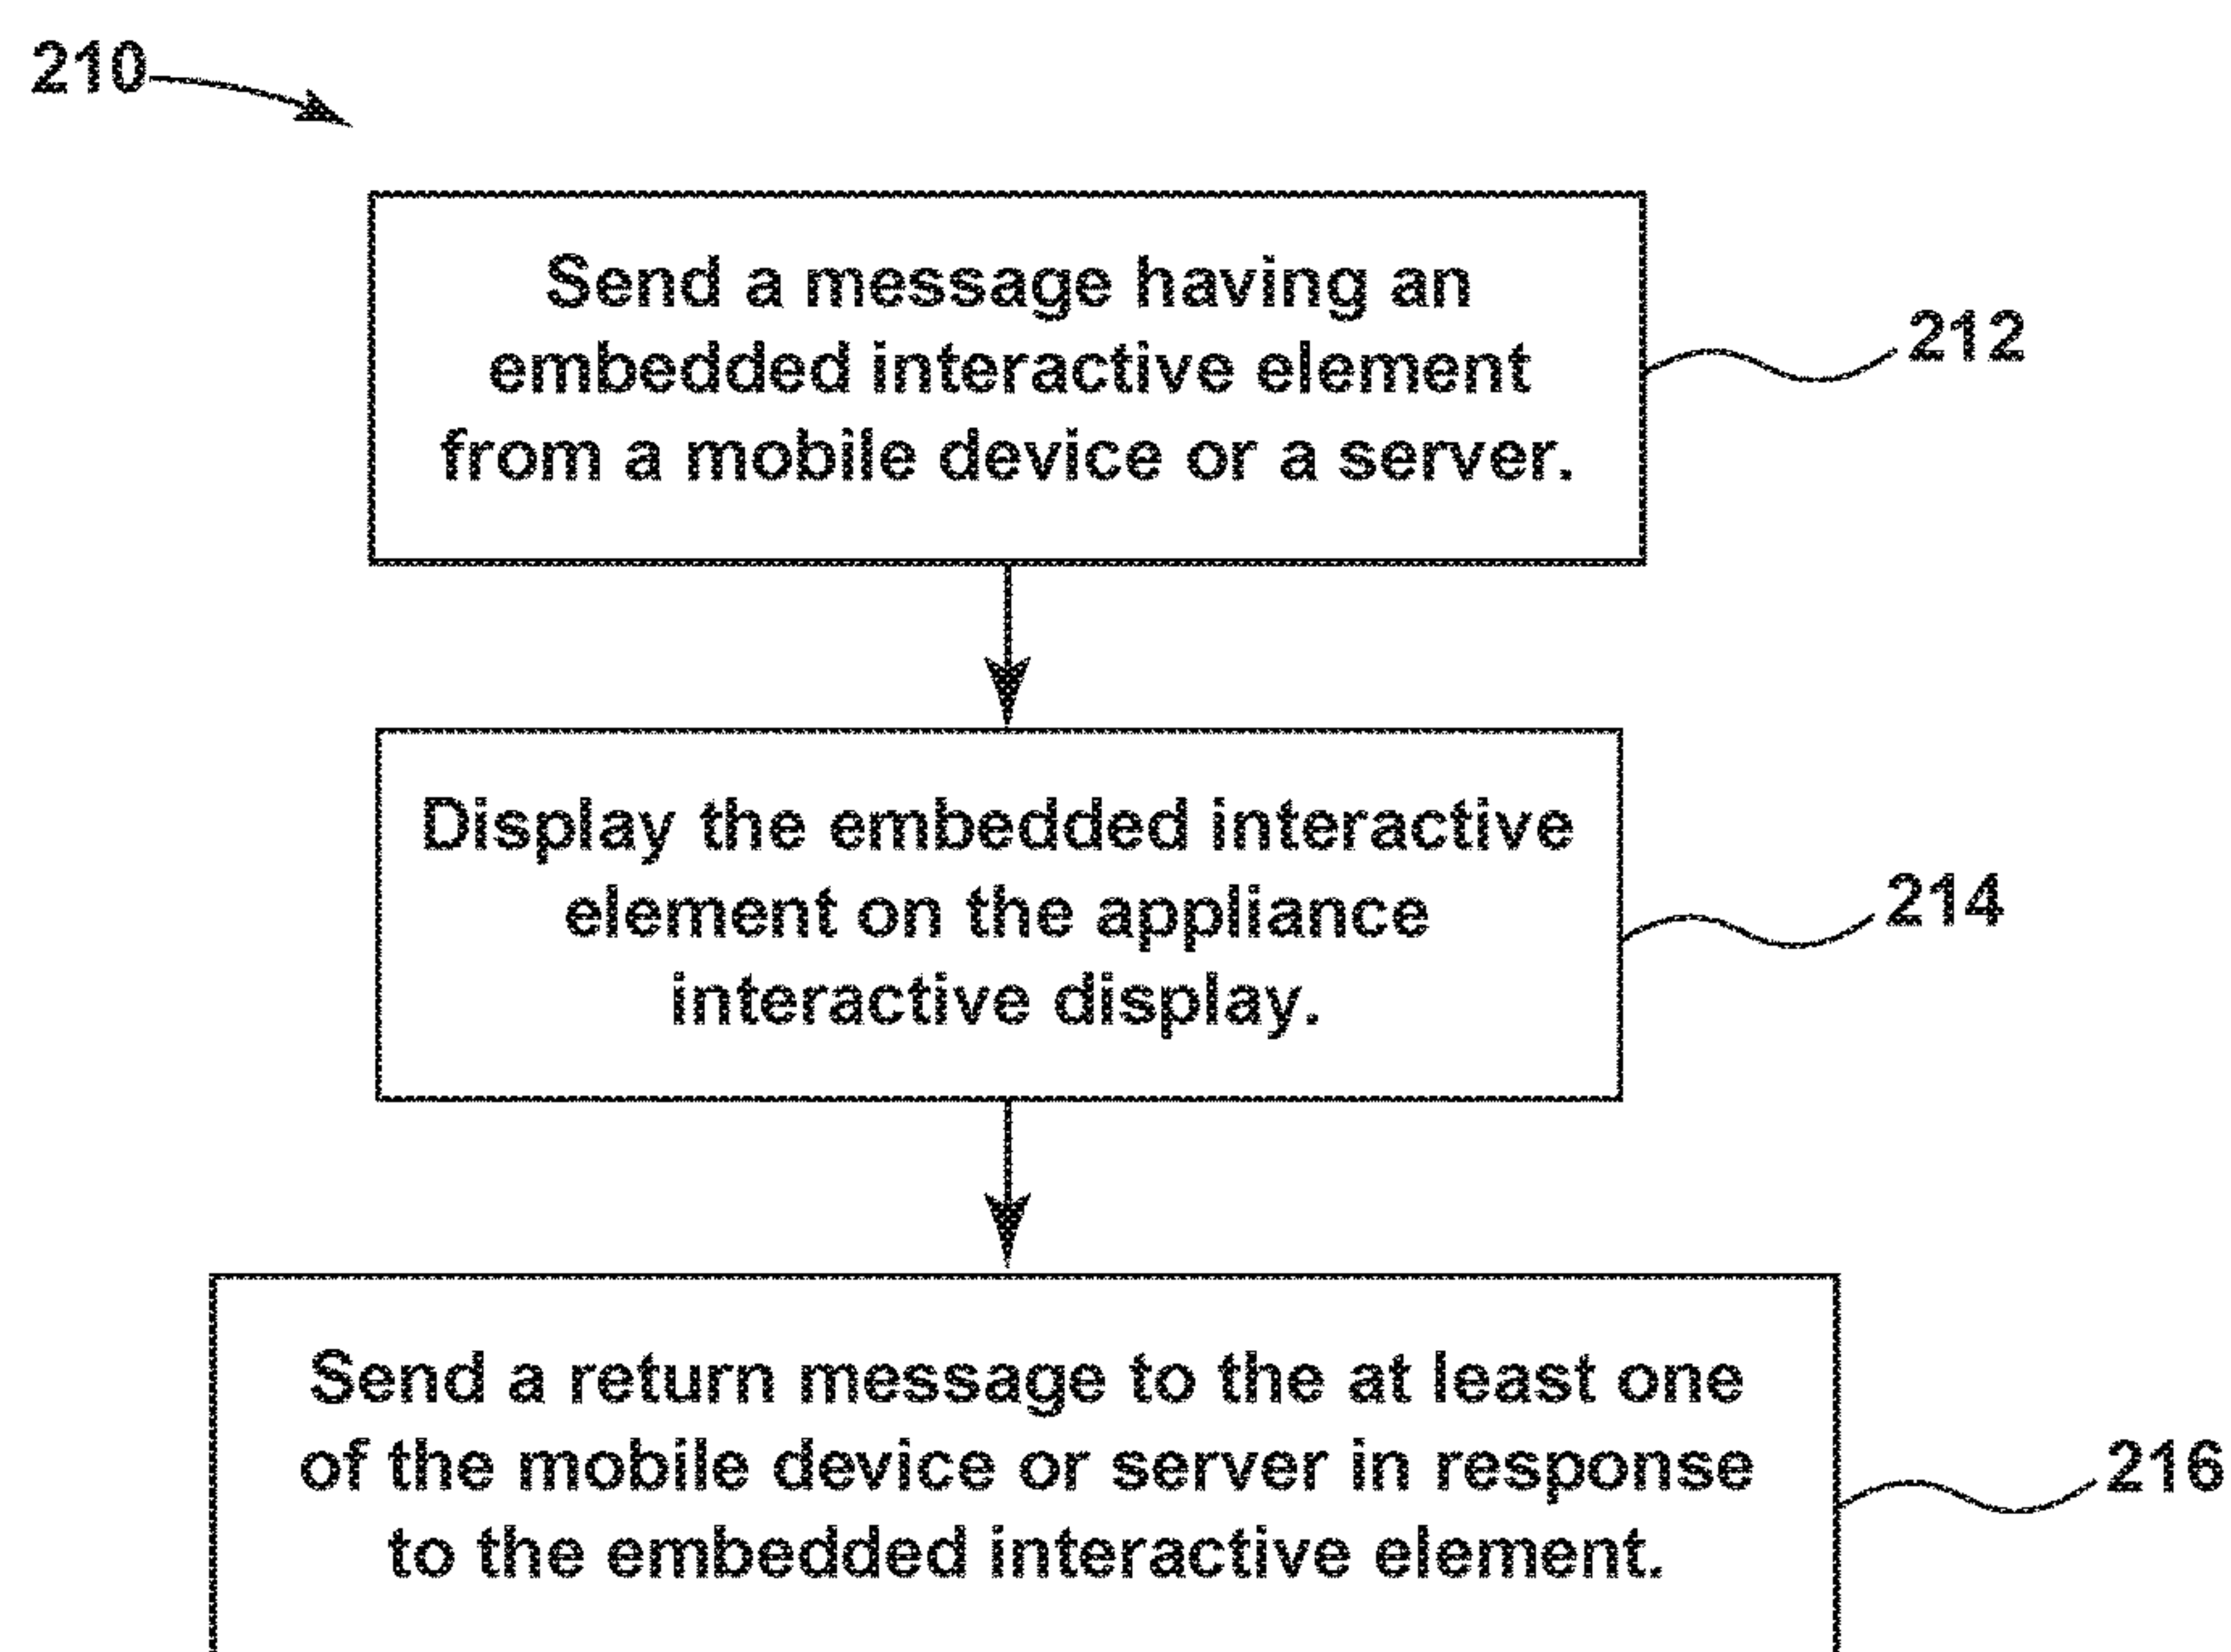 210
Send a message having an
embedded interactive element
from a mobile device or a server.
212
Display the embedded interactive
element on the appliance
interactive display.
214
Send a return message to the at least one
of the mobile device or server in response
to the embedded interactive element.
216